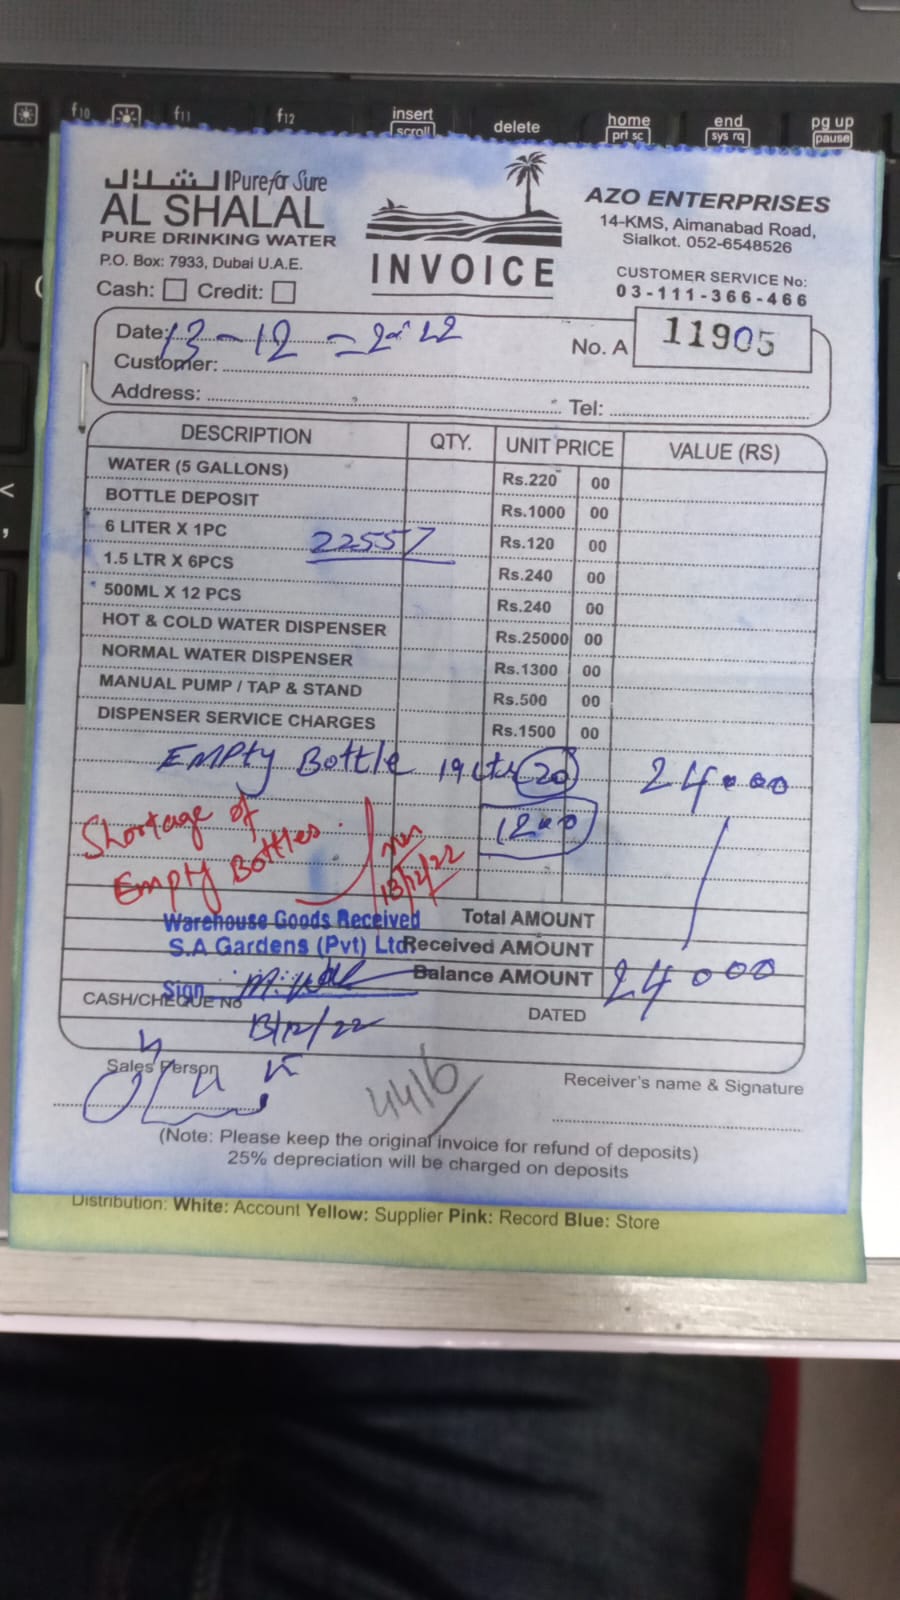 f10 f11 f12 insert scroll delete home prt sc end sys rq pg up pause
الشلال Pure for Sure
AL SHALAL
PURE DRINKING WATER
P.O. Box: 7933, Dubai U.A.E.
Cash: Credit:
INVOICE
AZO ENTERPRISES
14-KMS, Aimanabad Road,
Sialkot. 052-6548526
CUSTOMER SERVICE No:
03-111-366-466
Date: 13-12-2022
No. A 11905
Customer:
Address: Tel:
DESCRIPTION QTY. UNIT PRICE VALUE (RS)
WATER (5 GALLONS) Rs.220 00
BOTTLE DEPOSIT Rs.1000 00
6 LITER X 1PC 22557 Rs.120 00
1.5 LTR X 6PCS Rs.240 00
500ML X 12 PCS Rs.240 00
HOT & COLD WATER DISPENSER Rs.25000 00
NORMAL WATER DISPENSER Rs.1300 00
MANUAL PUMP / TAP & STAND Rs.500 00
DISPENSER SERVICE CHARGES Rs.1500 00
EMPty Bottle 19 Ltr 20 24000
1200
Shortage of
Empty Bottles.
13/12/22
Warehouse Goods Received Total AMOUNT
S.A Gardens (Pvt) Ltd Received AMOUNT
Sign Balance AMOUNT 24000
CASH/CHEQUE No DATED
13/12/22
Sales Person
Receiver's name & Signature
4416
(Note: Please keep the original invoice for refund of deposits)
25% depreciation will be charged on deposits
Distribution: White: Account Yellow: Supplier Pink: Record Blue: Store